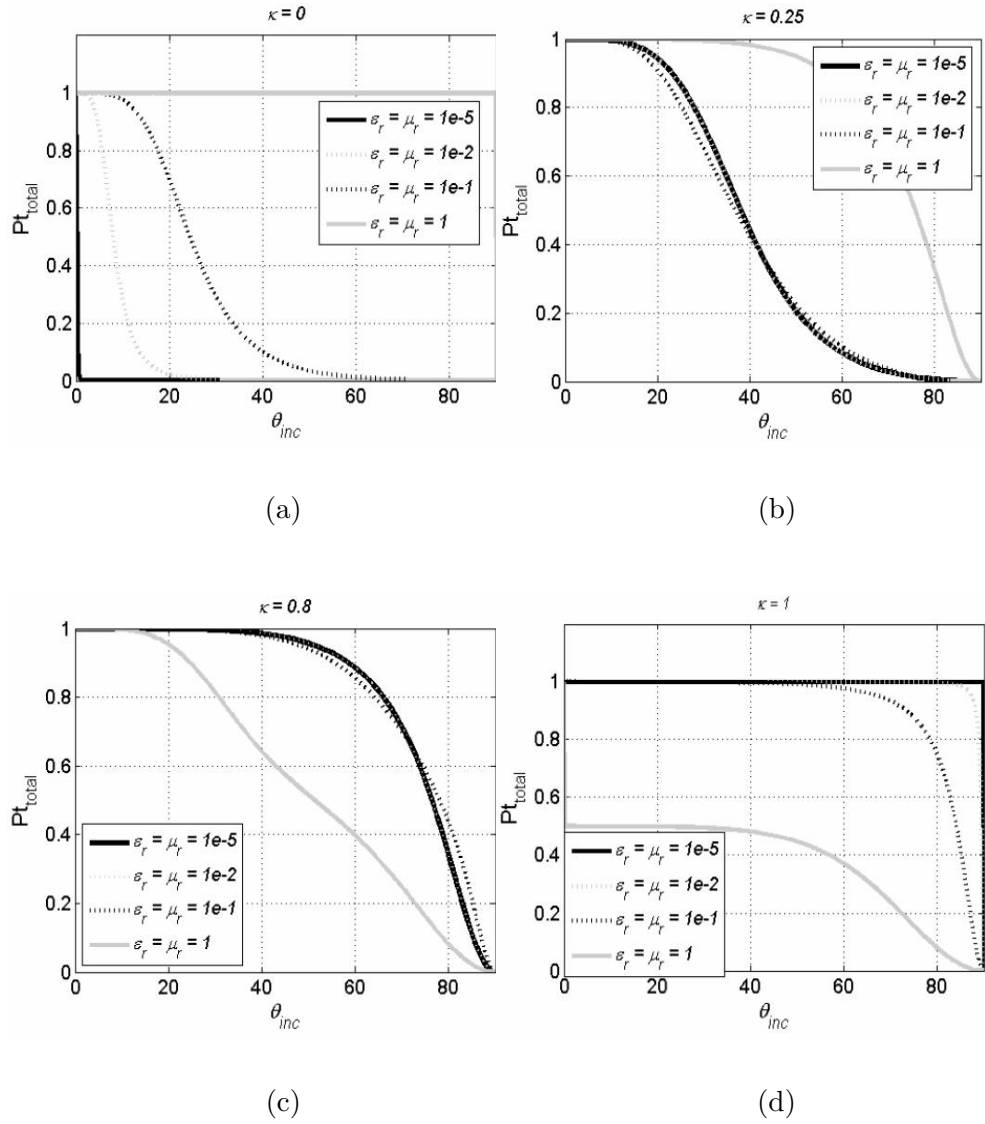 κ = 0
1
0.8
0.6
0.4
0.2
0
Pt_total
ε_r = μ_r = 1e-5
ε_r = μ_r = 1e-2
ε_r = μ_r = 1e-1
ε_r = μ_r = 1
0 20 40 60 80
θ_inc
(a)
κ = 0.25
1
0.8
0.6
0.4
0.2
0
Pt_total
ε_r = μ_r = 1e-5
ε_r = μ_r = 1e-2
ε_r = μ_r = 1e-1
ε_r = μ_r = 1
0 20 40 60 80
θ_inc
(b)
κ = 0.8
1
0.8
0.6
0.4
0.2
0
Pt_total
ε_r = μ_r = 1e-5
ε_r = μ_r = 1e-2
ε_r = μ_r = 1e-1
ε_r = μ_r = 1
0 20 40 60 80
θ_inc
(c)
κ = 1
1
0.8
0.6
0.4
0.2
0
Pt_total
ε_r = μ_r = 1e-5
ε_r = μ_r = 1e-2
ε_r = μ_r = 1e-1
ε_r = μ_r = 1
0 20 40 60 80
θ_inc
(d)